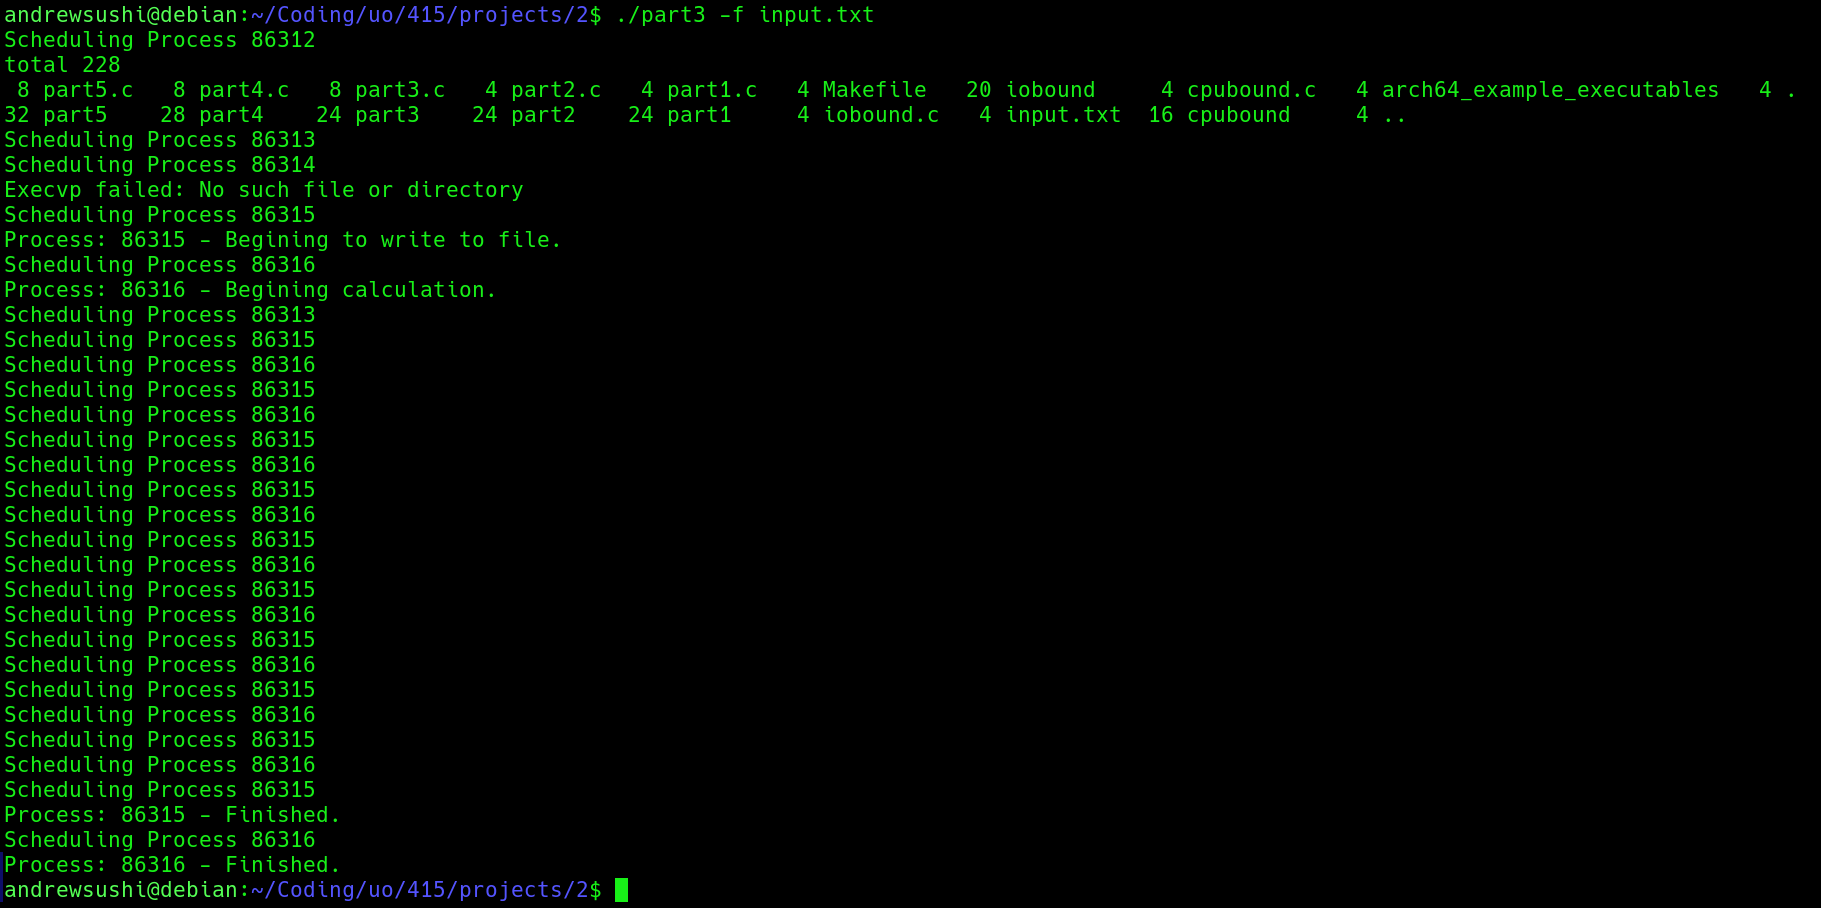 andrewsushi@debian:~/Coding/uo/415/projects/2$ ./part3 -f input.txt
Scheduling Process 86312
total 228
 8 part5.c   8 part4.c   8 part3.c   4 part2.c   4 part1.c   4 Makefile   20 iobound     4 cpubound.c   4 arch64_example_executables   4 .
32 part5    28 part4    24 part3    24 part2    24 part1     4 iobound.c   4 input.txt  16 cpubound     4 ..
Scheduling Process 86313
Scheduling Process 86314
Execvp failed: No such file or directory
Scheduling Process 86315
Process: 86315 - Begining to write to file.
Scheduling Process 86316
Process: 86316 - Begining calculation.
Scheduling Process 86313
Scheduling Process 86315
Scheduling Process 86316
Scheduling Process 86315
Scheduling Process 86316
Scheduling Process 86315
Scheduling Process 86316
Scheduling Process 86315
Scheduling Process 86316
Scheduling Process 86315
Scheduling Process 86316
Scheduling Process 86315
Scheduling Process 86316
Scheduling Process 86315
Scheduling Process 86316
Scheduling Process 86315
Scheduling Process 86316
Scheduling Process 86315
Scheduling Process 86316
Scheduling Process 86315
Process: 86315 - Finished.
Scheduling Process 86316
Process: 86316 - Finished.
andrewsushi@debian:~/Coding/uo/415/projects/2$